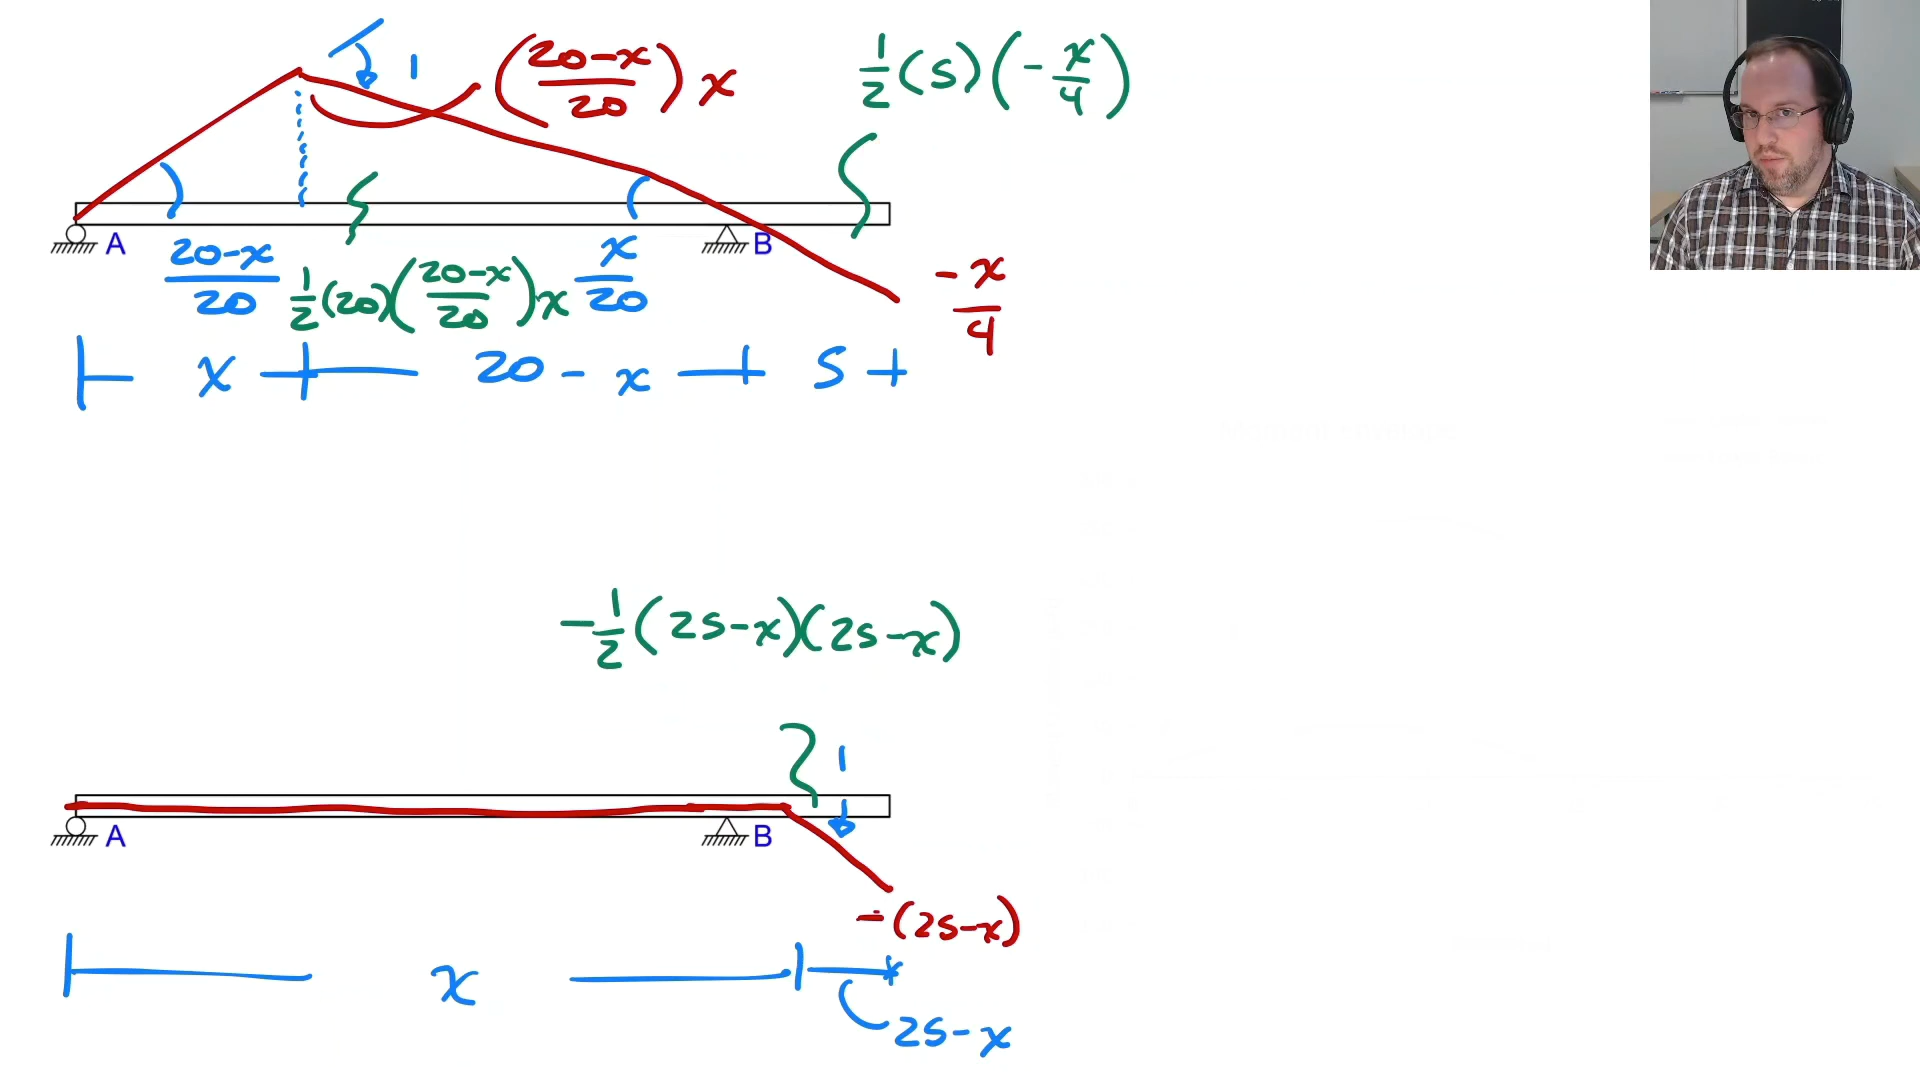 1
(20-x/20) x
1/2 (5) (-x/4)
A
B
20-x/20
1/2 (20) (20-x/20) x
x/20
-x/4
x
20 - x
5
-1/2 (25-x)(25-x)
1
A
B
-(25-x)
x
25-x